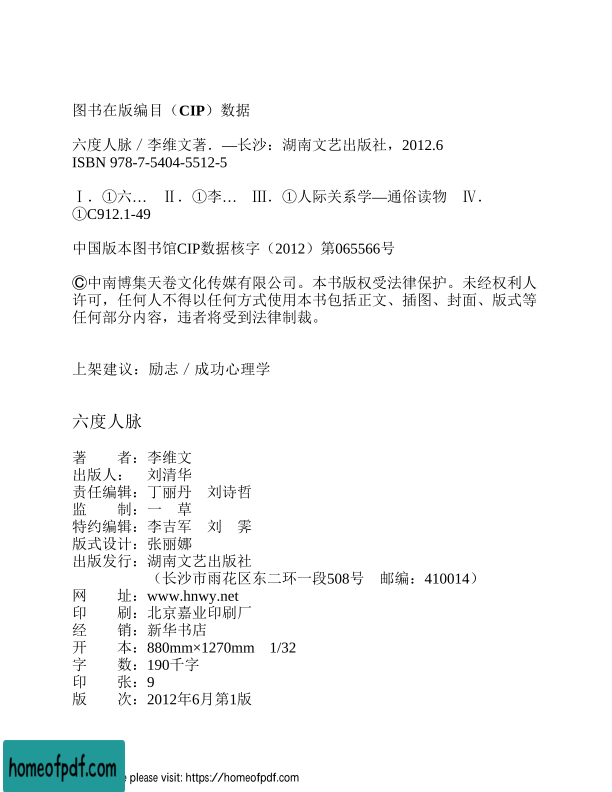 图书在版编目（CIP）数据
六度人脉／李维文著．—长沙：湖南文艺出版社，2012.6
ISBN 978-7-5404-5512-5
Ⅰ．①六… Ⅱ．①李… Ⅲ．①人际关系学—通俗读物 Ⅳ．
①C912.1-49
中国版本图书馆CIP数据核字（2012）第065566号
©中南博集天卷文化传媒有限公司。本书版权受法律保护。未经权利人
许可，任何人不得以任何方式使用本书包括正文、插图、封面、版式等
任何部分内容，违者将受到法律制裁。
上架建议：励志／成功心理学
六度人脉
著　　者：李维文
出版人：　刘清华
责任编辑：丁丽丹　刘诗哲
监　　制：一　草
特约编辑：李吉军　刘　霁
版式设计：张丽娜
出版发行：湖南文艺出版社
（长沙市雨花区东二环一段508号　邮编：410014）
网　　址：www.hnwy.net
印　　刷：北京嘉业印刷厂
经　　销：新华书店
开　　本：880mm×1270mm　1/32
字　　数：190千字
印　　张：9
版　　次：2012年6月第1版
homeofpdf.com
please visit: https://homeofpdf.com